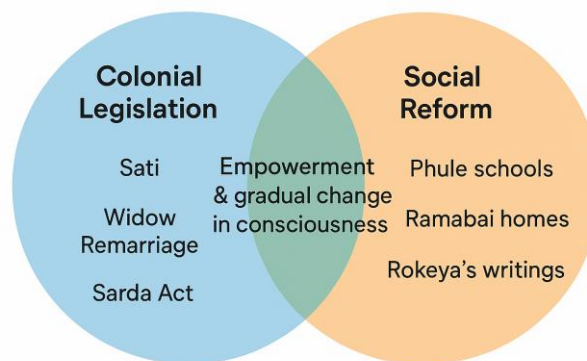 Colonial
Legislation
Sati
Widow
Remarriage
Sarda Act
Empowerment
& gradual change
in consciousness
Social
Reform
Phule schools
Ramabai homes
Rokeya's writings